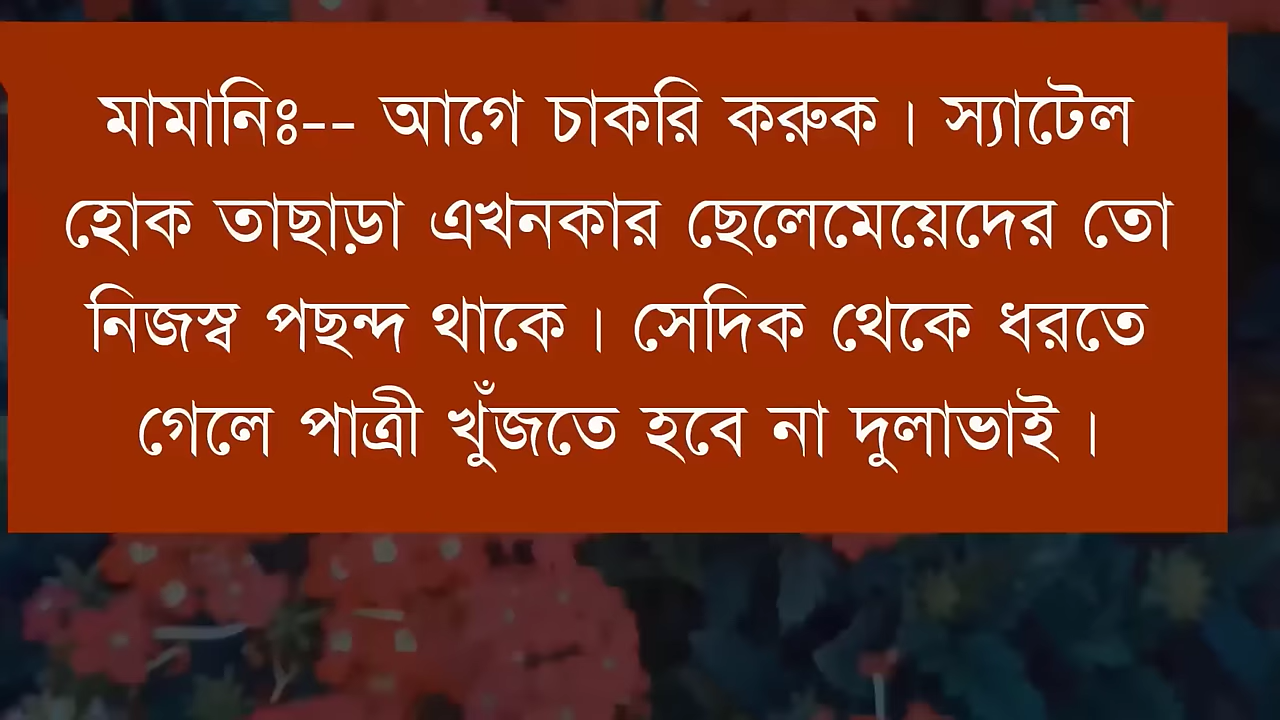 মামানিঃ-- আগে চাকরি করুক । স্যাটেল
হোক তাছাড়া এখনকার ছেলেমেয়েদের তো
নিজস্ব পছন্দ থাকে । সেদিক থেকে ধরতে
গেলে পাত্রী খুঁজতে হবে না দুলাভাই ।